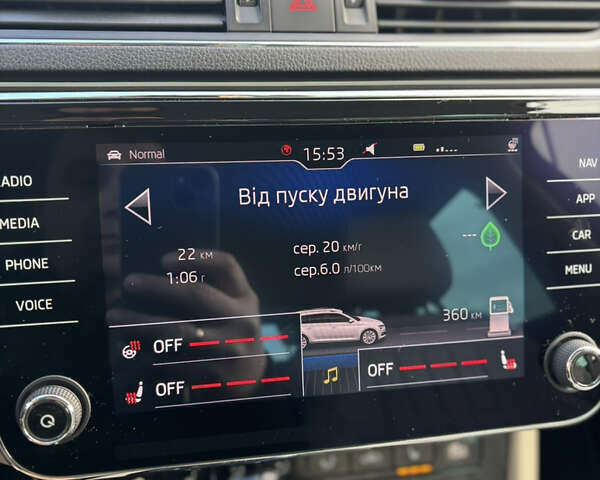 RADIO
MEDIA
PHONE
VOICE
Normal
15:53
Від пуску двигуна
---
22 км
1:06 г
сер. 20 км/г
сер.6.0 л/100км
360 км
OFF
OFF
OFF
NAV
APP
CAR
MENU